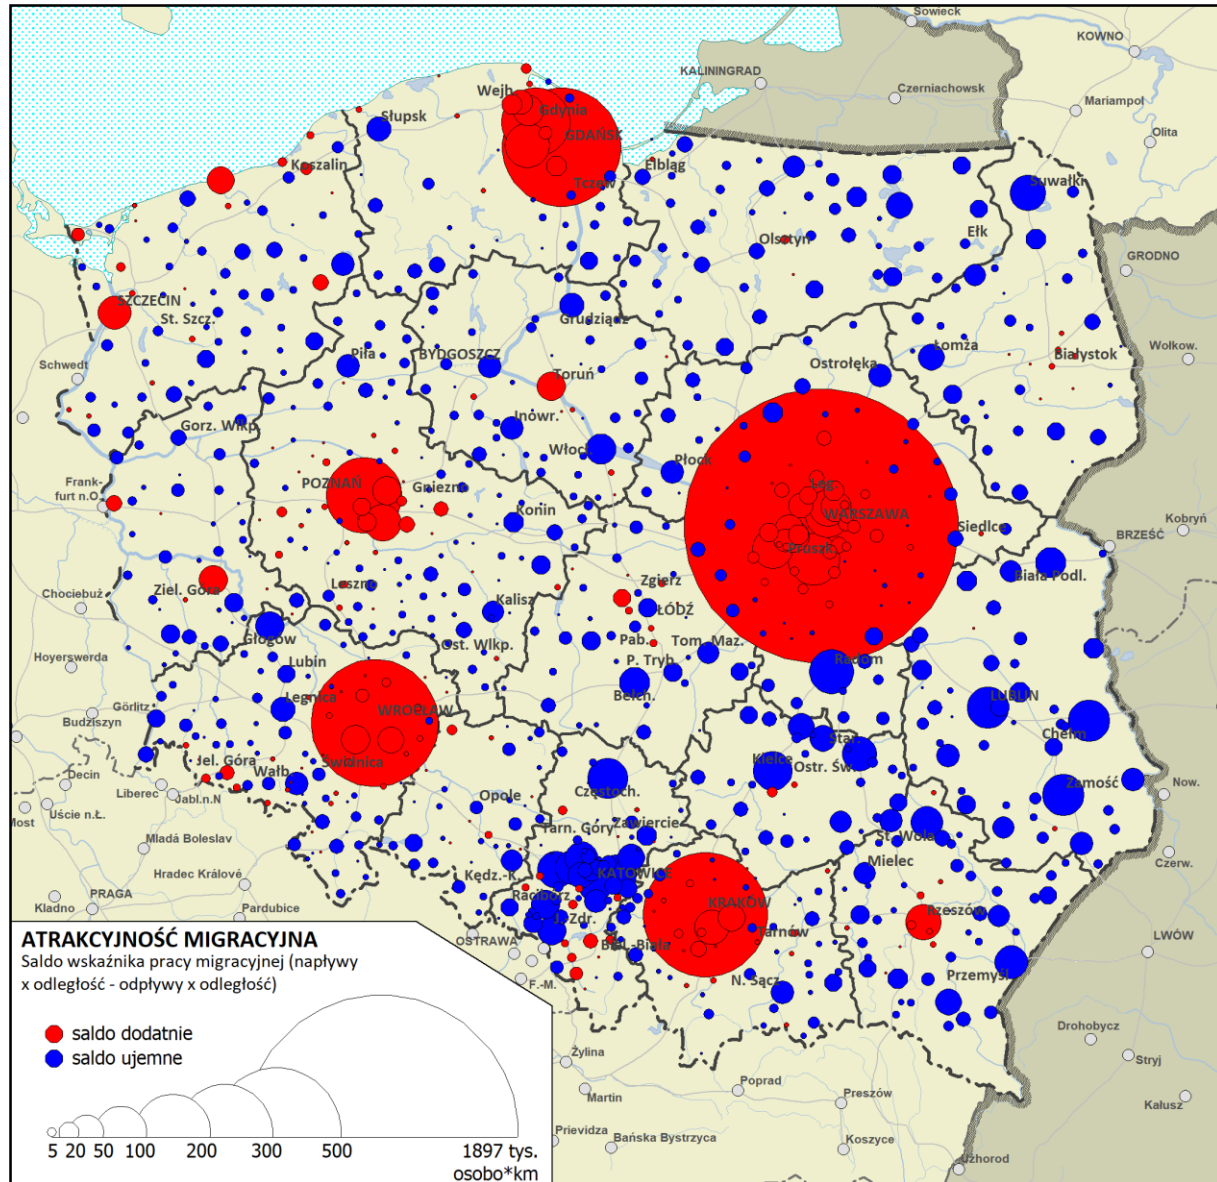 Sowieck
KOWNO
KALININGRAD
Wejh.
Czerniachowsk
Mariampol
Słupsk
Gdynia
GDAŃSK
Olita
Koszalin
Elbląg
Tczew
Suwałki
Olsztyn
Ełk
GRODNO
SZCZECIN
St. Szcz.
Grudziądz
Łomża
Białystok
Wołkow.
Schwedt
Piła
BYDGOSZCZ
Ostrołęka
Toruń
Gorz. Wlkp.
Inowr.
Włocł.
Płock
Frank-
furt n.O.
POZNAŃ
Gniezno
Leg.
Konin
WARSZAWA
Siedlce
Kobryń
BRZEŚĆ
Pruszk.
Zgierz
Biała Podl.
Ziel. Góra
Leszno
Chociebuż
Kalisz
ŁÓDŹ
Głogów
Ost. Wlkp.
Pab.
Tom. Maz.
Hoyerswerda
Lubin
P. Tryb.
Radom
Legnica
Bełch.
LUBLIN
Görlitz
WROCŁAW
Budziszyn
Chełm
Star.
Jel. Góra
Świdnica
Kielce
Ostr. Św.
Wałb.
Decin
Liberec
Jabl.n.N
Częstoch.
Zamość
Now.
Most
Uście n.Ł.
Opole
Tarn. Góry
Zawiercie
St. Wola
Mladá Boleslav
Mielec
Czerw.
Kędz.-K.
KATOWICE
Hradec Králové
PRAGA
Kladno
Racibórz
KRAKÓW
Rzeszów
Pardubice
J. Zdr.
Tarnów
OSTRAWA
Biel.-Biała
LWÓW
ATRAKCYJNOŚĆ MIGRACYJNA
Saldo wskaźnika pracy migracyjnej (napływy
x odległość - odpływy x odległość)
F.-M.
N. Sącz
Przemyśl
saldo dodatnie
saldo ujemne
Drohobycz
Żylina
Stryj
Martin
Poprad
Preszów
Kałusz
Prievidza
Bańska Bystrzyca
Koszyce
Użhorod
5 20 50 100 200 300 500 1897 tys.
osobo*km